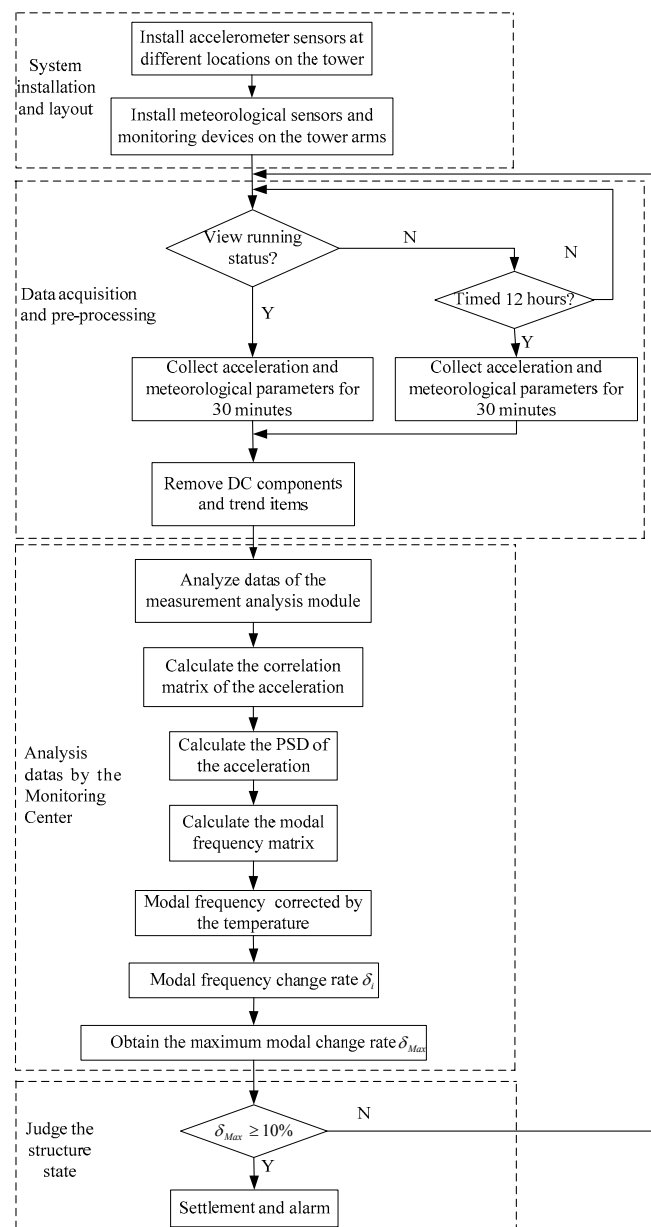 System
installation
and layout
Install accelerometer sensors at
different locations on the tower
Install meteorological sensors and
monitoring devices on the tower arms
Data acquisition
and pre-processing
View running
status?
N
N
Timed 12 hours?
Y
Y
Collect acceleration and
meteorological parameters for
30 minutes
Collect acceleration and
meteorological parameters for
30 minutes
Remove DC components
and trend items
Analysis
datas by the
Monitoring
Center
Analyze datas of the
measurement analysis module
Calculate the correlation
matrix of the acceleration
Calculate the PSD of
the acceleration
Calculate the modal
frequency matrix
Modal frequency corrected by
the temperature
Modal frequency change rate δᵢ
Obtain the maximum modal change rate δ_Max
Judge the
structure
state
δ_Max ≥ 10%
N
Y
Settlement and alarm